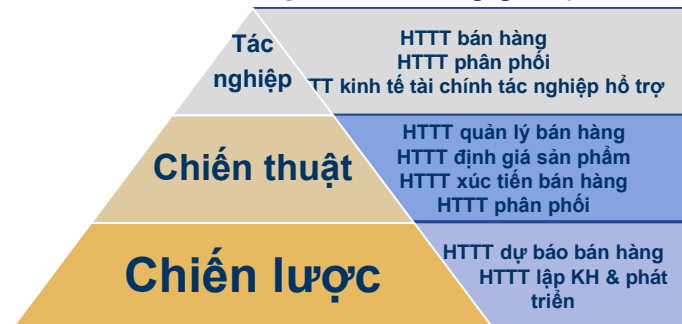 Tác
nghiệp
HTTT bán hàng
HTTT phân phối
TT kinh tế tài chính tác nghiệp hổ trợ
Chiến thuật
HTTT quản lý bán hàng
HTTT định giá sản phẩm
HTTT xúc tiến bán hàng
HTTT phân phối
Chiến lược
HTTT dự báo bán hàng
HTTT lập KH & phát
triển